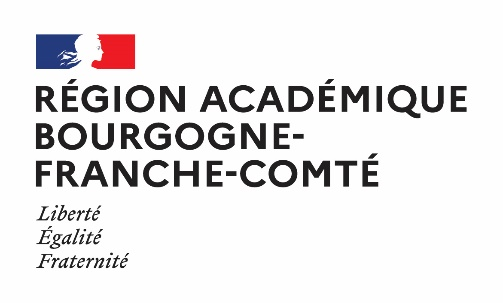 RÉGION ACADÉMIQUE
BOURGOGNE-
FRANCHE-COMTÉ
Liberté
Égalité
Fraternité